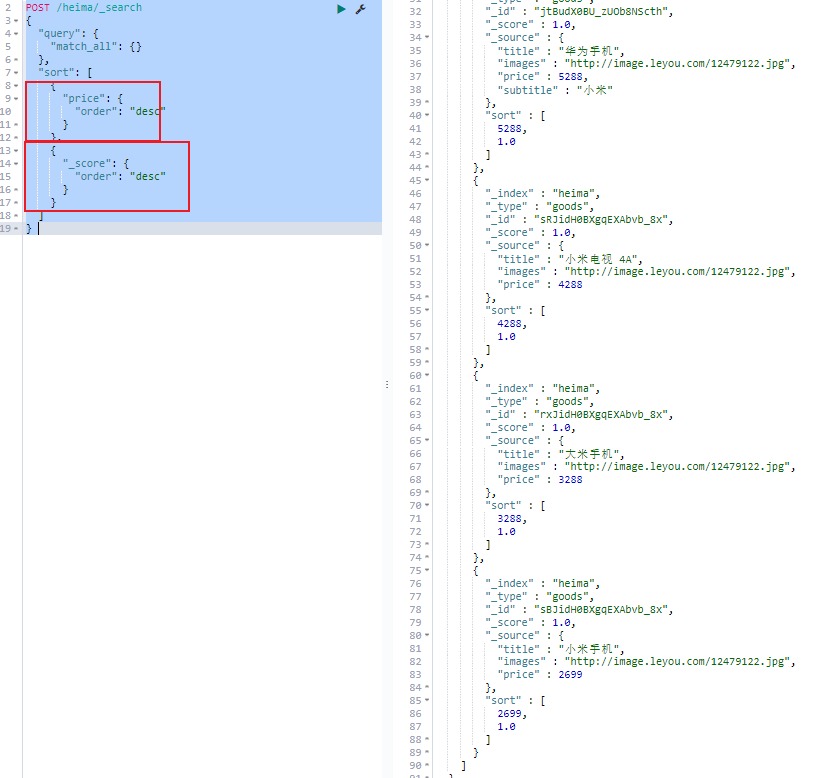 2 POST /heima/_search
3 {
4 "query": {
5 "match_all": {}
6 },
7 "sort": [
8 {
9 "price": {
10 "order": "desc"
11 }
12 },
13 {
14 "_score": {
15 "order": "desc"
16 }
17 }
18 ]
19 }
32 "_id" : "jtBudX0BU_zUOb8NScth",
33 "_score" : 1.0,
34 "_source" : {
35 "title" : "华为手机",
36 "images" : "http://image.leyou.com/12479122.jpg",
37 "price" : 5288,
38 "subtitle" : "小米"
39 },
40 "sort" : [
41 5288,
42 1.0
43 ]
44 },
45 {
46 "_index" : "heima",
47 "_type" : "goods",
48 "_id" : "sRJidH0BXgqEXAbvb_8x",
49 "_score" : 1.0,
50 "_source" : {
51 "title" : "小米电视 4A",
52 "images" : "http://image.leyou.com/12479122.jpg",
53 "price" : 4288
54 },
55 "sort" : [
56 4288,
57 1.0
58 ]
59 },
60 {
61 "_index" : "heima",
62 "_type" : "goods",
63 "_id" : "rxJidH0BXgqEXAbvb_8x",
64 "_score" : 1.0,
65 "_source" : {
66 "title" : "大米手机",
67 "images" : "http://image.leyou.com/12479122.jpg",
68 "price" : 3288
69 },
70 "sort" : [
71 3288,
72 1.0
73 ]
74 },
75 {
76 "_index" : "heima",
77 "_type" : "goods",
78 "_id" : "sBJidH0BXgqEXAbvb_8x",
79 "_score" : 1.0,
80 "_source" : {
81 "title" : "小米手机",
82 "images" : "http://image.leyou.com/12479122.jpg",
83 "price" : 2699
84 },
85 "sort" : [
86 2699,
87 1.0
88 ]
89 }
90 ]